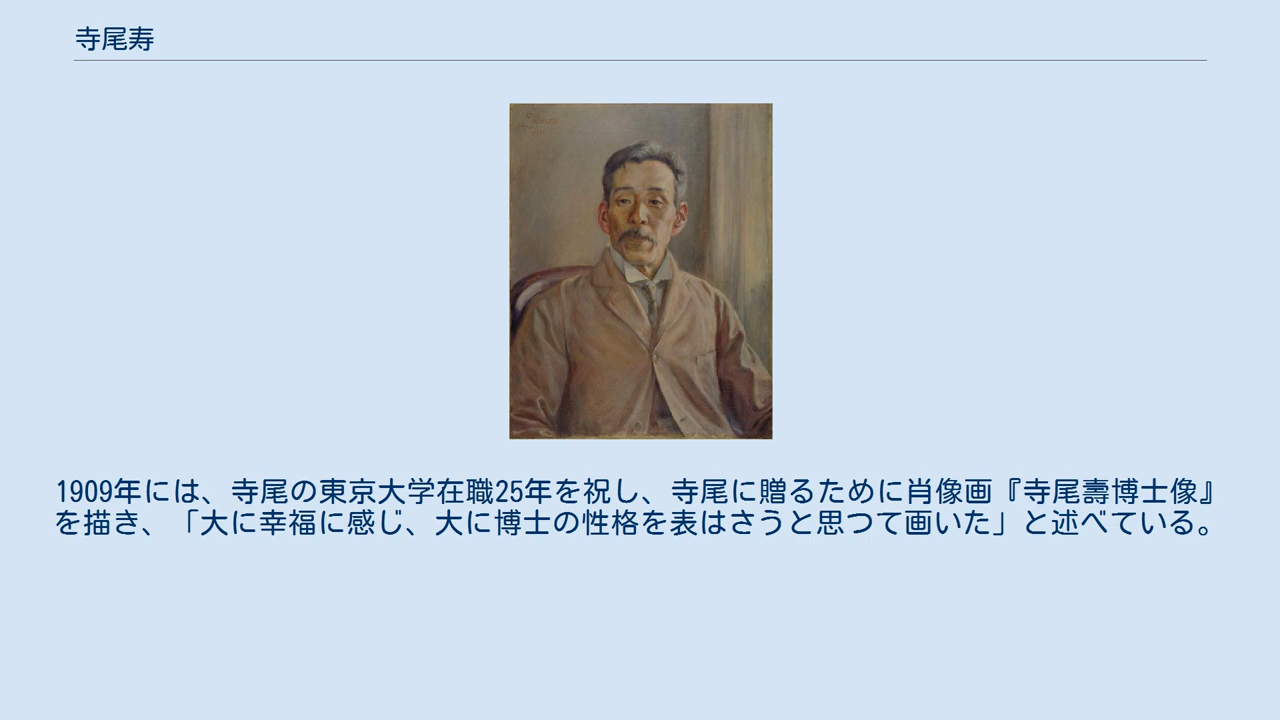 寺尾寿
1909年には、寺尾の東京大学在職25年を祝し、寺尾に贈るために肖像画『寺尾壽博士像』
を描き、「大に幸福に感じ、大に博士の性格を表はさうと思つて画いた」と述べている。